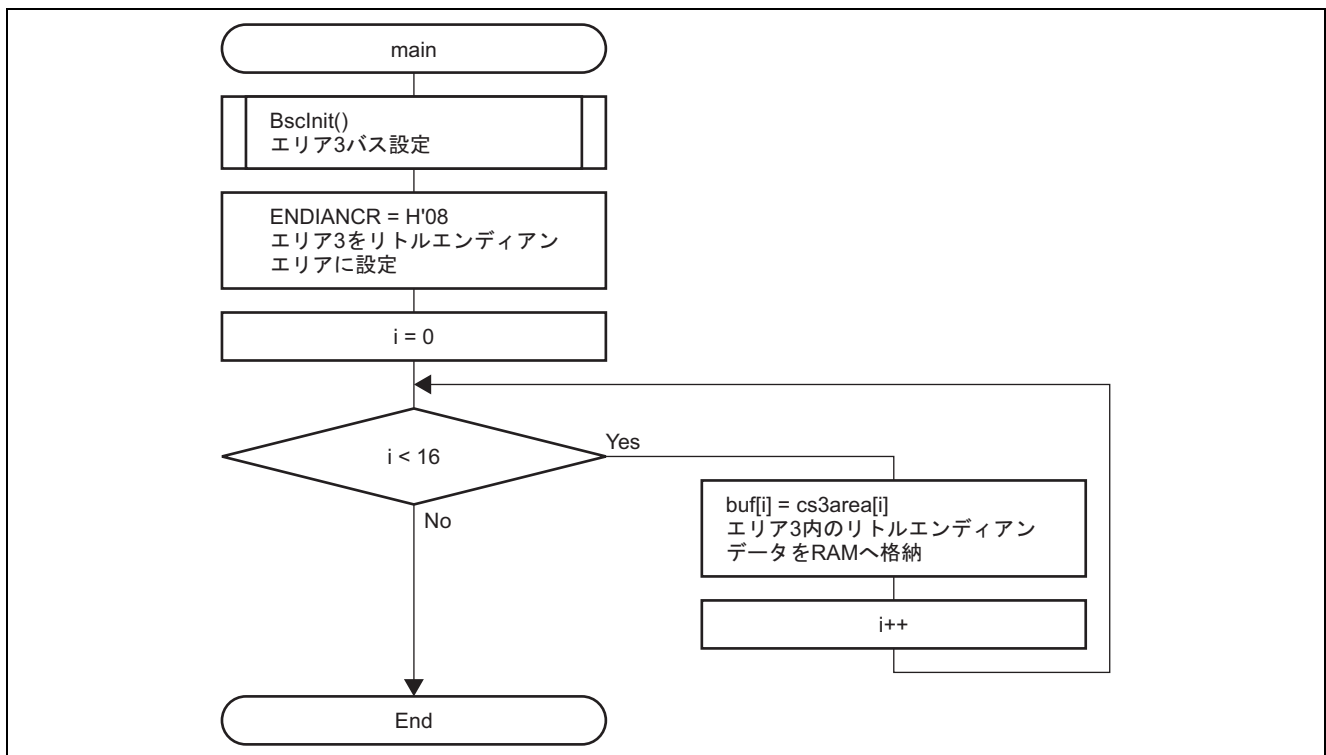 main
BscInit()
エリア3バス設定
ENDIANCR = H'08
エリア3をリトルエンディアン
エリアに設定
i = 0
i < 16
Yes
No
buf[i] = cs3area[i]
エリア3内のリトルエンディアン
データをRAMへ格納
i++
End